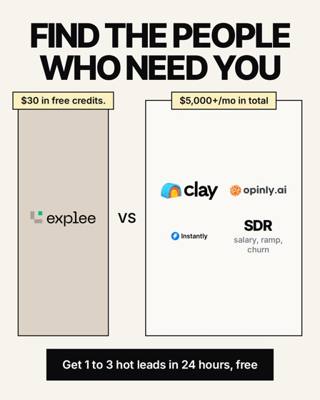 FIND THE PEOPLE
WHO NEED YOU
$30 in free credits.
$5,000+/mo in total
explee
VS
clay
opinly.ai
Instantly
SDR
salary, ramp,
churn
Get 1 to 3 hot leads in 24 hours, free